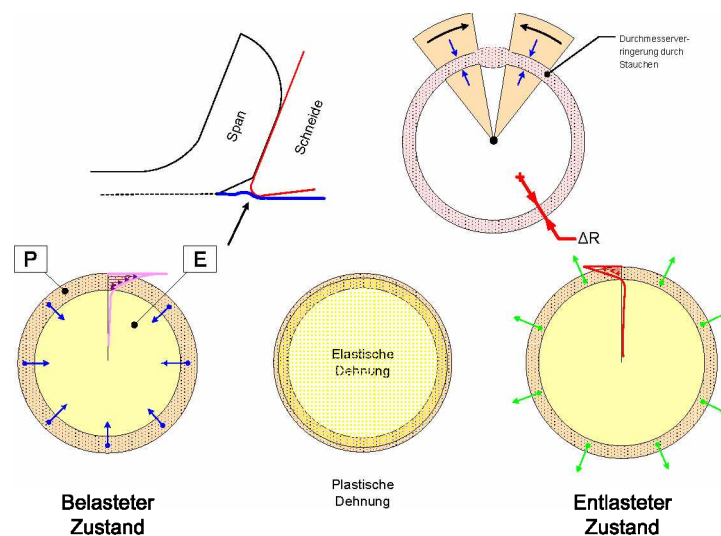 Durchmesserver-
ringerung durch
Stauchen
Span
Schneide
ΔR
P
E
Elastische
Dehnung
Plastische
Dehnung
Belasteter
Zustand
Entlasteter
Zustand